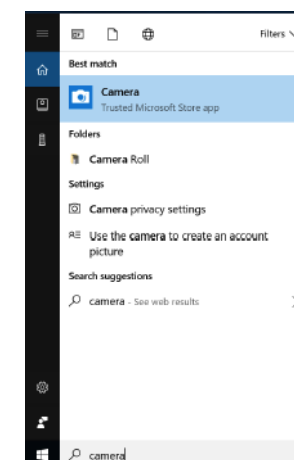 Filters
Best match
Camera
Trusted Microsoft Store app
Folders
Camera Roll
Settings
Camera privacy settings
Use the camera to create an account
picture
Search suggestions
camera - See web results
camera